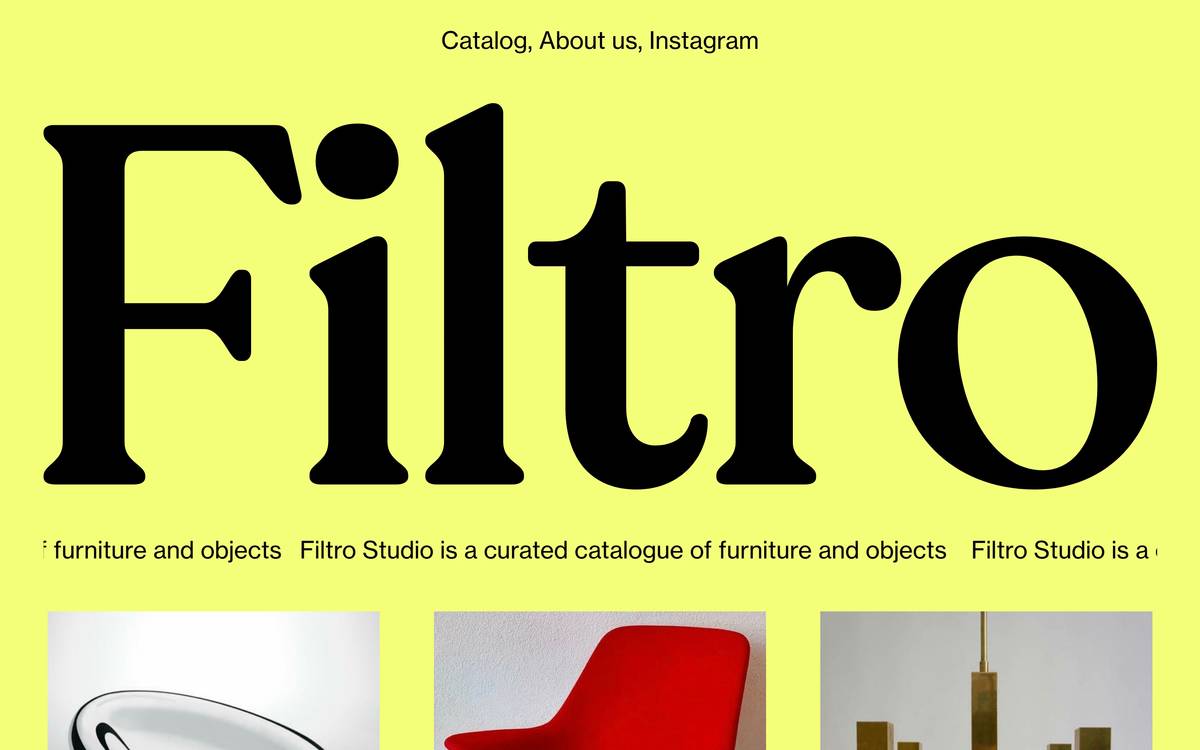 Catalog, About us, Instagram
Filtro
furniture and objects Filtro Studio is a curated catalogue of furniture and objects Filtro Studio is a